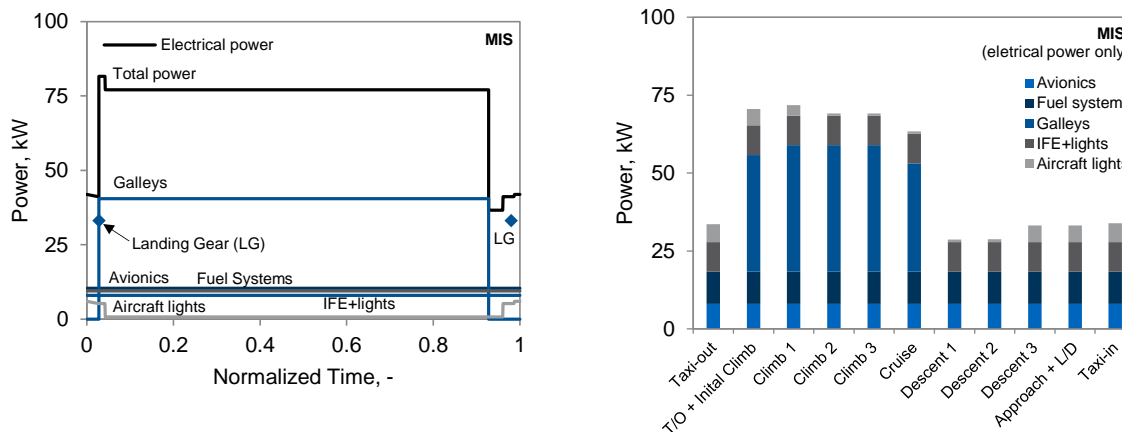 100
75
50
25
0
Power, kW
MIS
Electrical power
Total power
Galleys
Landing Gear (LG)
LG
Avionics
Fuel Systems
Aircraft lights
IFE+lights
0
0.2
0.4
0.6
0.8
1
Normalized Time, -
100
75
50
25
0
Power, kW
MIS
(eletrical power only
Avionics
Fuel systems
Galleys
IFE+lights
Aircraft lights
Taxi-out
T/O + Inital Climb
Climb 1
Climb 2
Climb 3
Cruise
Descent 1
Descent 2
Descent 3
Approach + L/D
Taxi-in